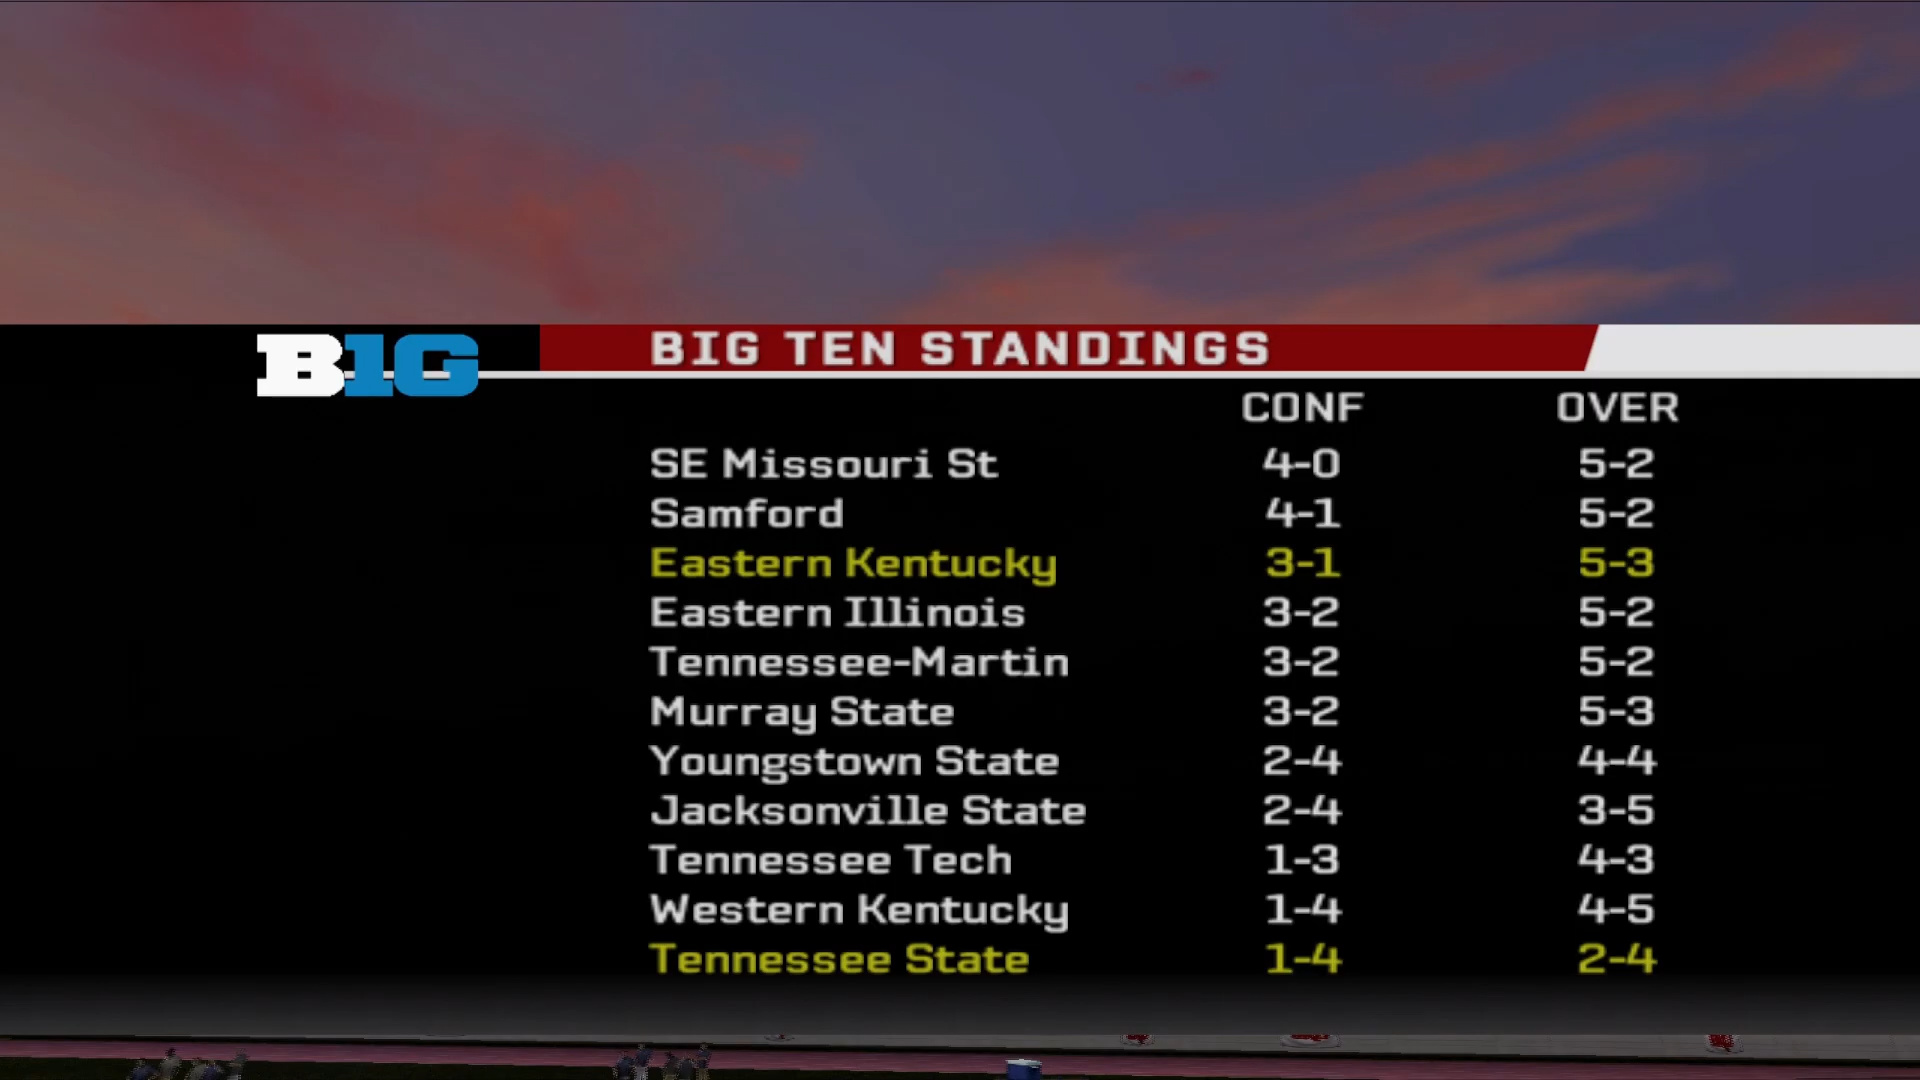 B1G BIG TEN STANDINGS
CONF OVER
SE Missouri St 4-0 5-2
Samford 4-1 5-2
Eastern Kentucky 3-1 5-3
Eastern Illinois 3-2 5-2
Tennessee-Martin 3-2 5-2
Murray State 3-2 5-3
Youngstown State 2-4 4-4
Jacksonville State 2-4 3-5
Tennessee Tech 1-3 4-3
Western Kentucky 1-4 4-5
Tennessee State 1-4 2-4